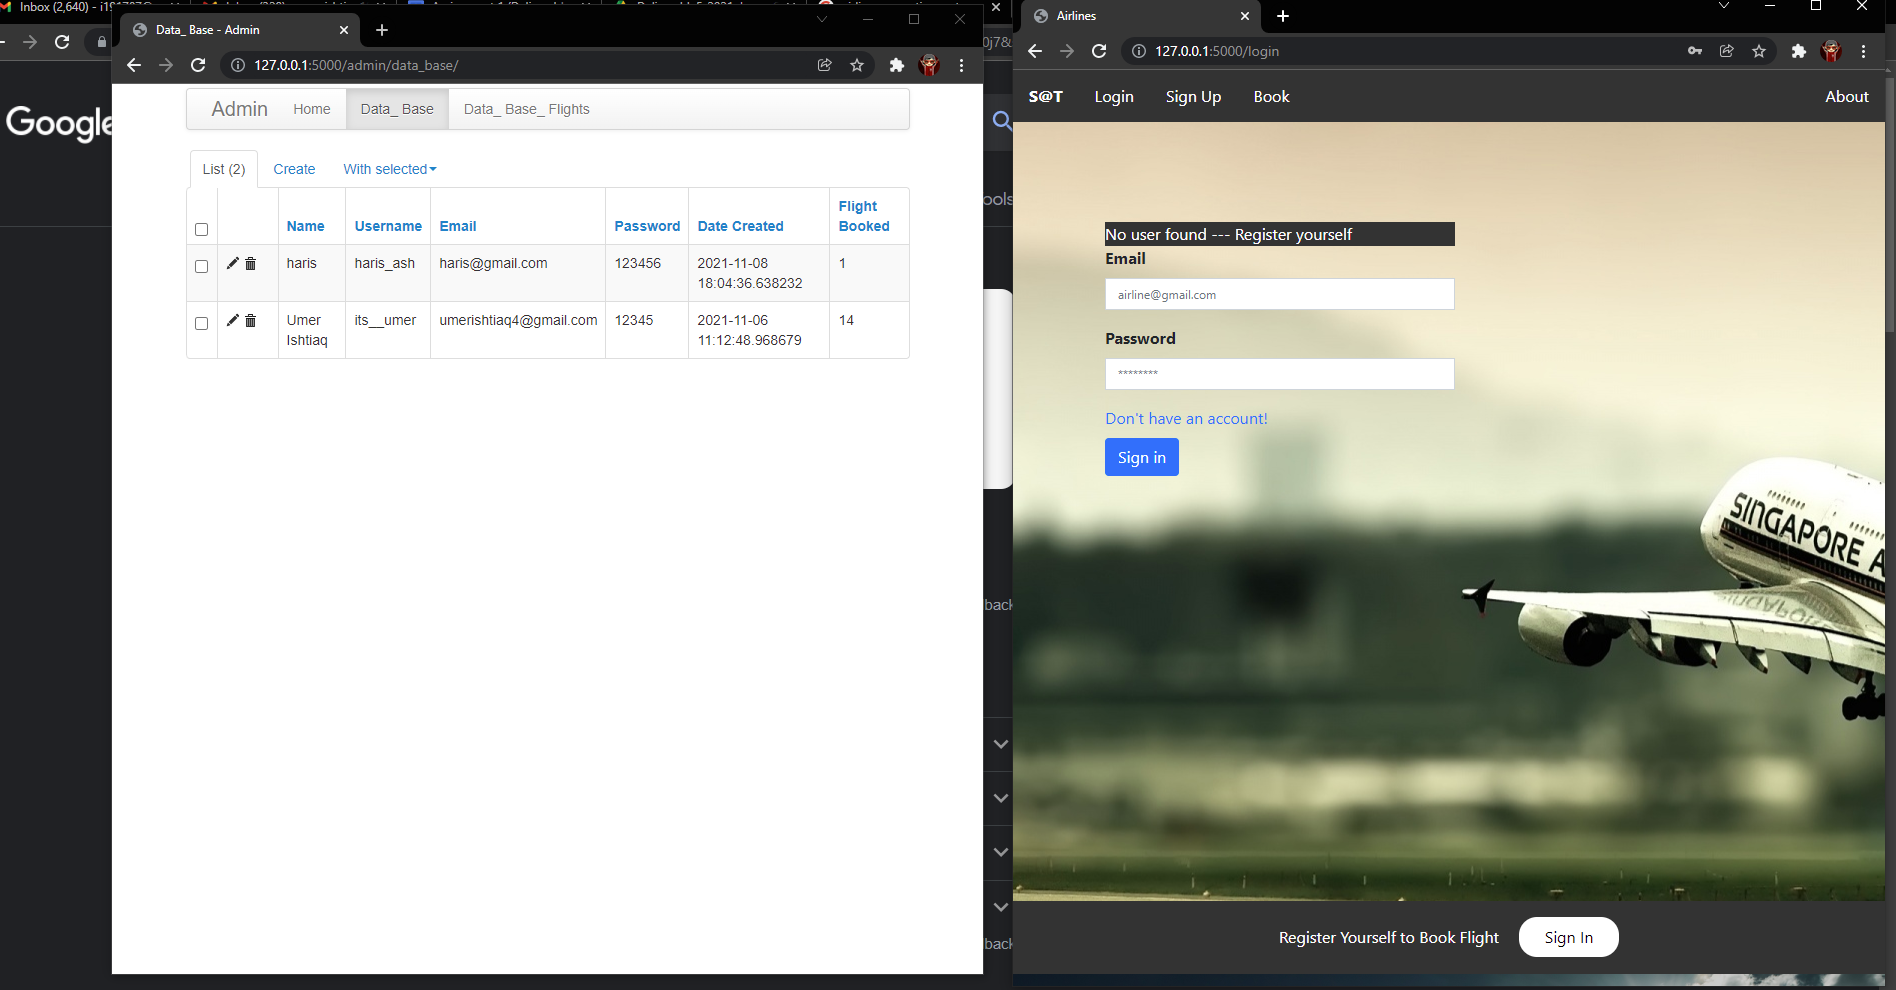 Inbox (2,640) - i191707@
Data_ Base - Admin
127.0.0.1:5000/admin/data_base/
Google
Admin
Home
Data_ Base
Data_ Base_ Flights
List (2)
Create
With selected
Name
Username
Email
Password
Date Created
Flight
Booked
haris
haris_ash
haris@gmail.com
123456
2021-11-08
18:04:36.638232
1
Umer
Ishtiaq
its__umer
umerishtiaq4@gmail.com
12345
2021-11-06
11:12:48.968679
14
0j7&
ools
back
back
Airlines
127.0.0.1:5000/login
S@T
Login
Sign Up
Book
About
No user found --- Register yourself
Email
airline@gmail.com
Password
********
Don't have an account!
Sign in
SINGAPORE A
Register Yourself to Book Flight
Sign In